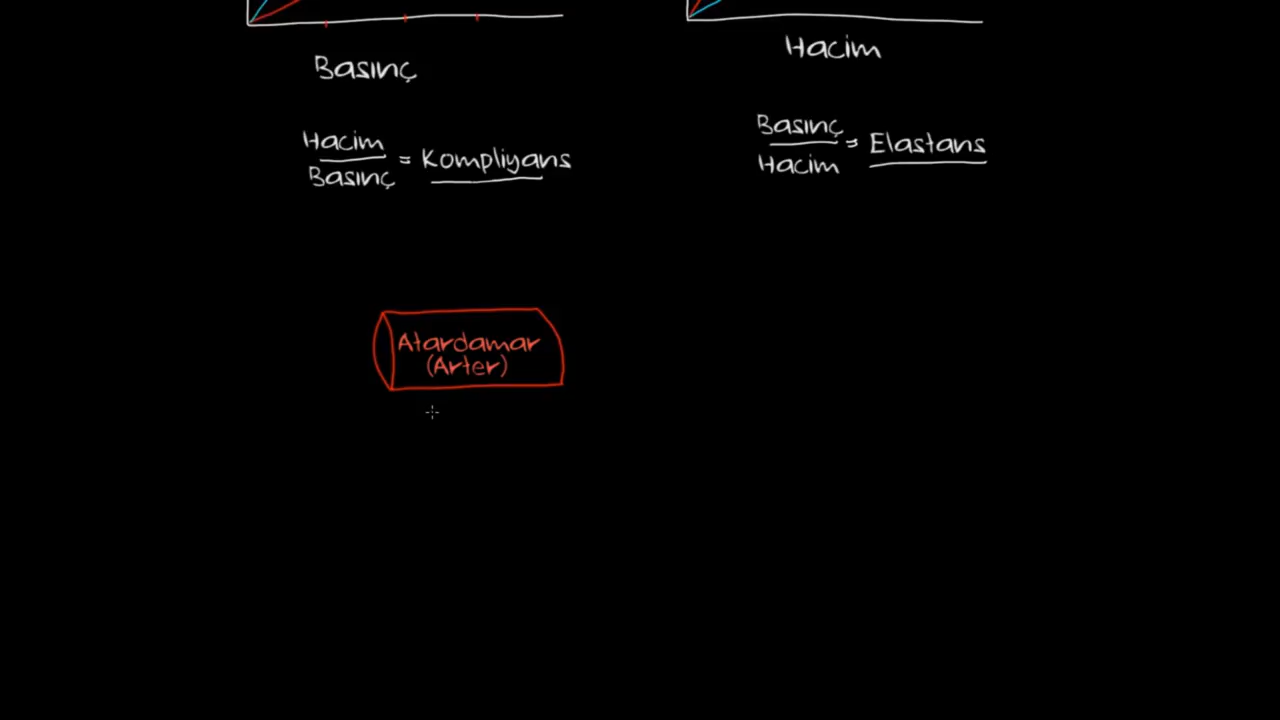 Basınç
Hacim
Hacim
Basınç
= Kompliyans
Basınç
Hacim
= Elastans
Atardamar
(Arter)